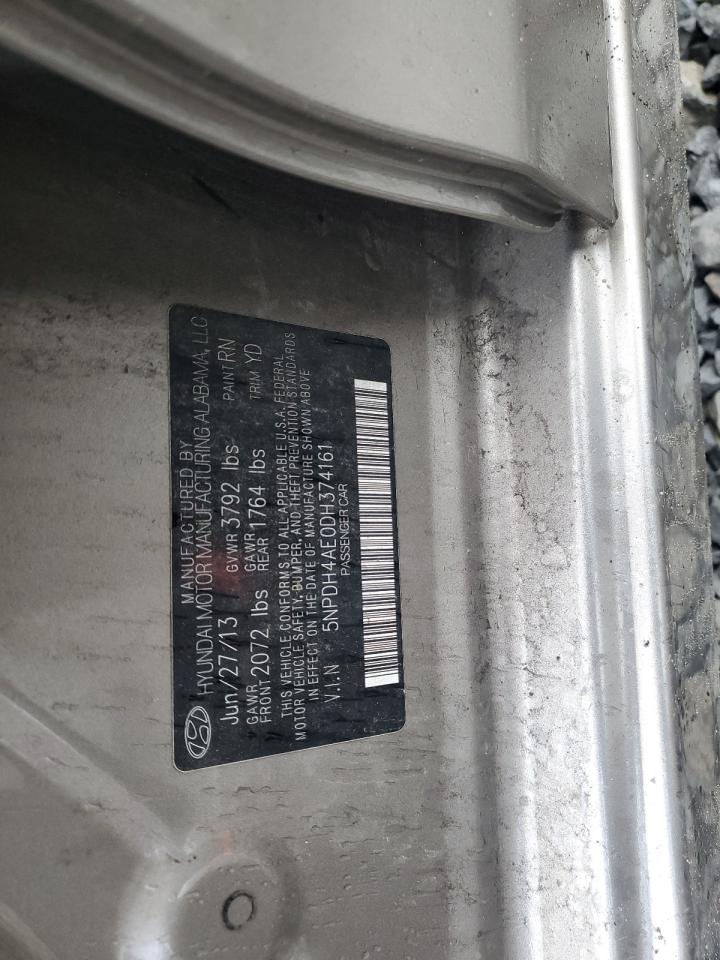 MANUFACTURED BY
HYUNDAI MOTOR MANUFACTURING ALABAMA, LLC
Jun/27/13 GVWR 3792 lbs PAINT RN
GAWR FRONT 2072 lbs GAWR REAR 1764 lbs TRIM YD
THIS VEHICLE CONFORMS TO ALL APPLICABLE U.S.A. FEDERAL
MOTOR VEHICLE SAFETY, BUMPER, AND THEFT PREVENTION STANDARDS
IN EFFECT ON THE DATE OF MANUFACTURE SHOWN ABOVE
V.I.N 5NPDH4AE0DH374161
PASSENGER CAR